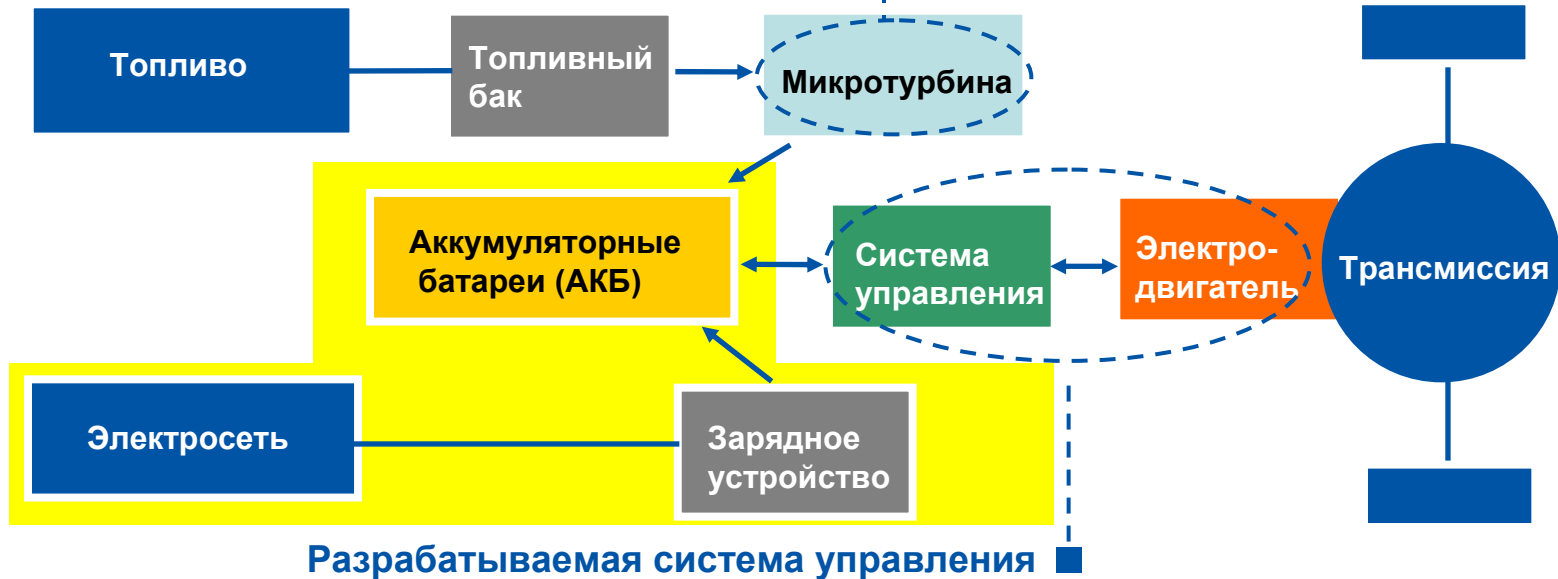 Топливо
Топливный
бак
Микротурбина
Аккумуляторные
батареи (АКБ)
Система
управления
Электро-
двигатель
Трансмиссия
Электросеть
Зарядное
устройство
Разрабатываемая система управления